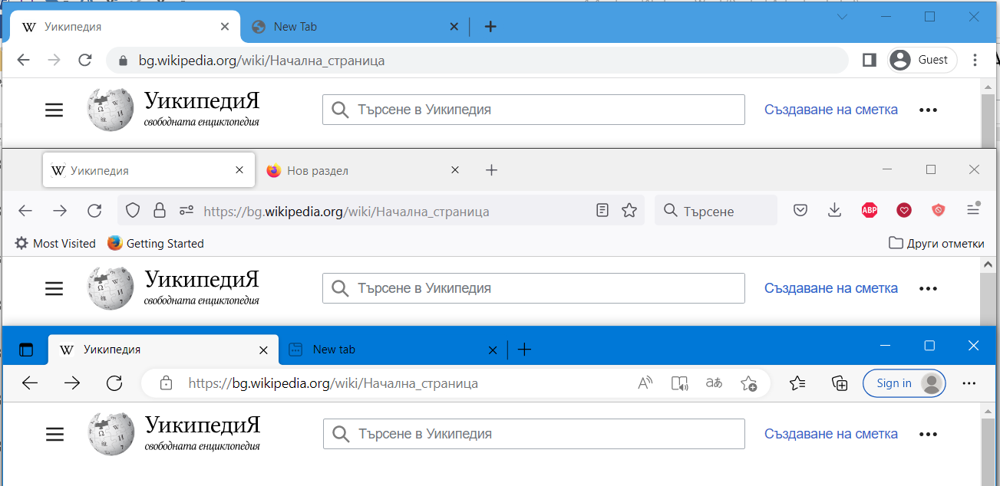 W Уикипедия New Tab
bg.wikipedia.org/wiki/Начална_страница Guest
УикипедиЯ
свободната енциклопедия
Търсене в Уикипедия Създаване на сметка
W Уикипедия Нов раздел
https://bg.wikipedia.org/wiki/Начална_страница Търсене ABP
Most Visited Getting Started Други отметки
УикипедиЯ
свободната енциклопедия
Търсене в Уикипедия Създаване на сметка
W Уикипедия New tab
https://bg.wikipedia.org/wiki/Начална_страница A aあ Sign in
УикипедиЯ
свободната енциклопедия
Търсене в Уикипедия Създаване на сметка